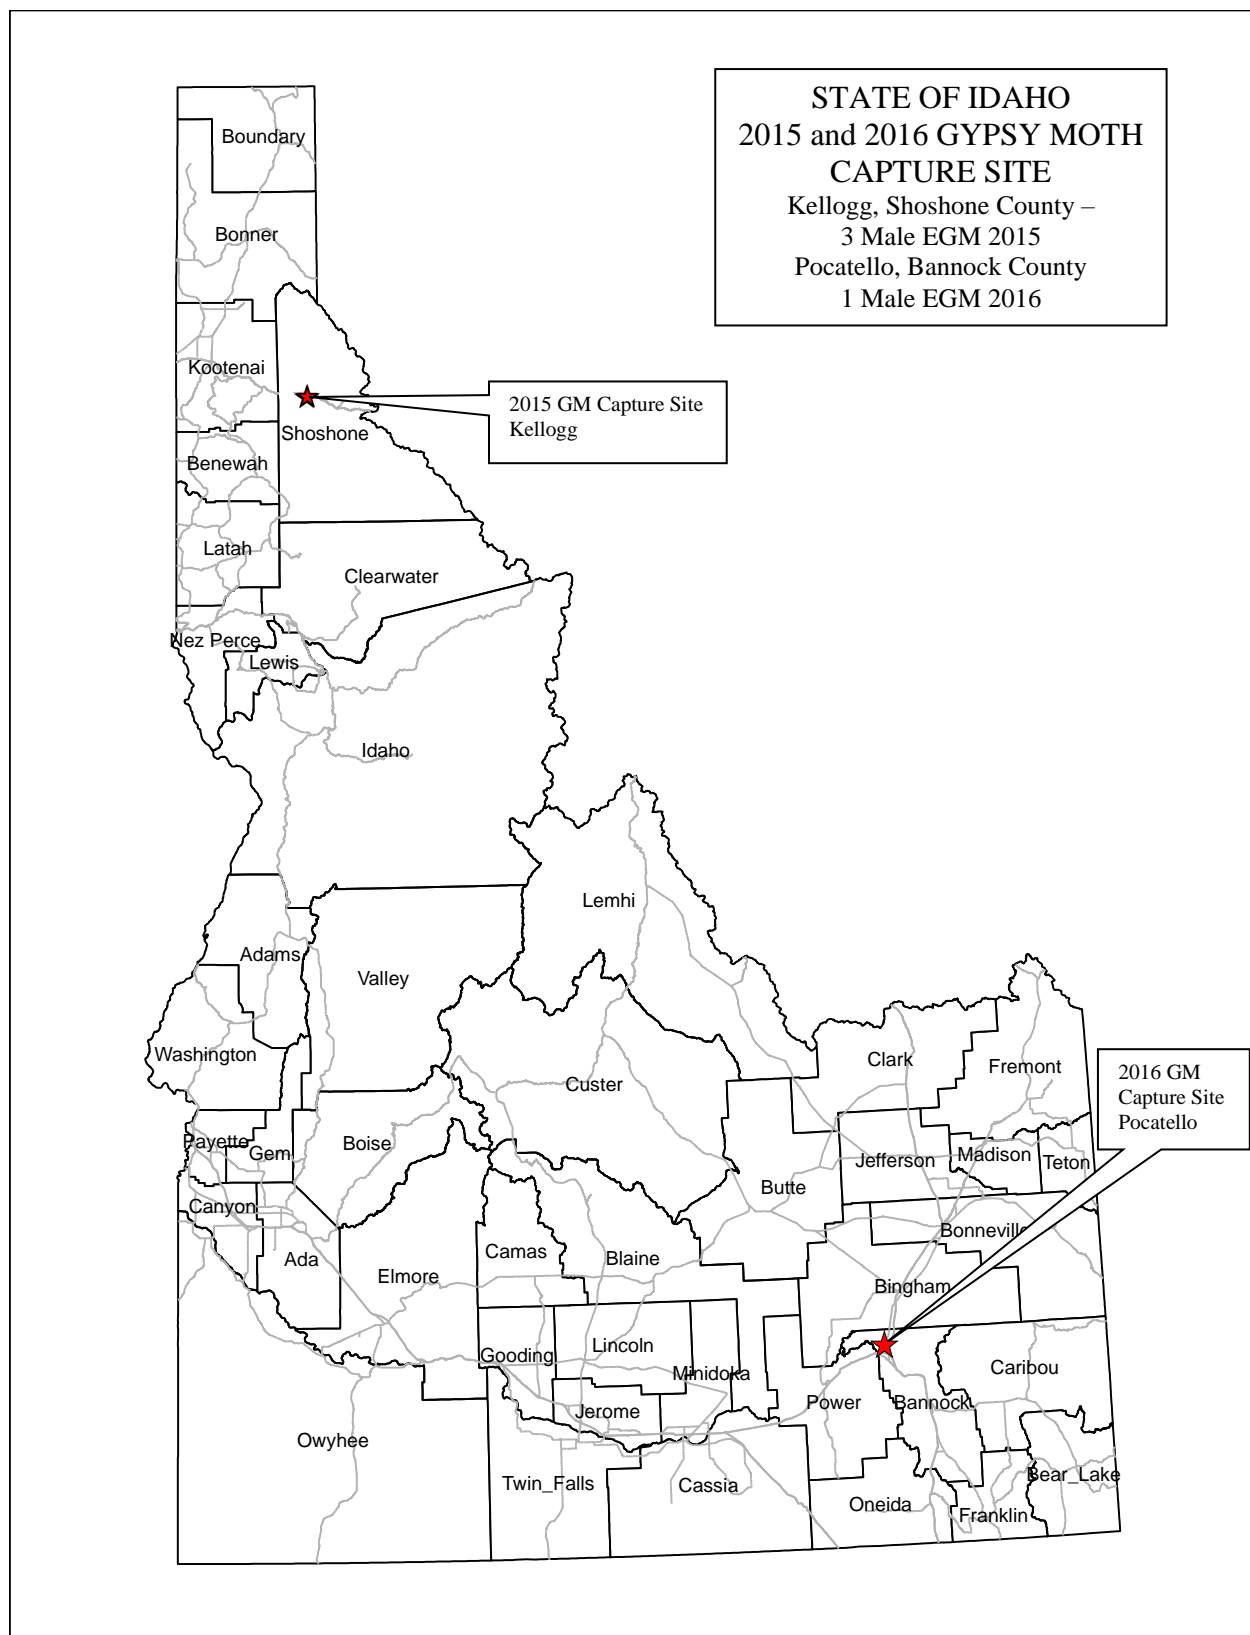 STATE OF IDAHO
2015 and 2016 GYPSY MOTH
CAPTURE SITE
Kellogg, Shoshone County –
3 Male EGM 2015
Pocatello, Bannock County
1 Male EGM 2016
Boundary
Bonner
Kootenai
2015 GM Capture Site
Kellogg
Shoshone
Benewah
Latah
Clearwater
Nez Perce
Lewis
Idaho
Lemhi
Adams
Valley
Washington
Clark
Fremont
2016 GM
Capture Site
Pocatello
Custer
Payette
Gem
Boise
Jefferson
Madison
Teton
Butte
Canyon
Bonneville
Ada
Camas
Blaine
Elmore
Bingham
Gooding
Lincoln
Minidoka
Caribou
Jerome
Power
Bannock
Owyhee
Twin_Falls
Cassia
Bear_Lake
Oneida
Franklin